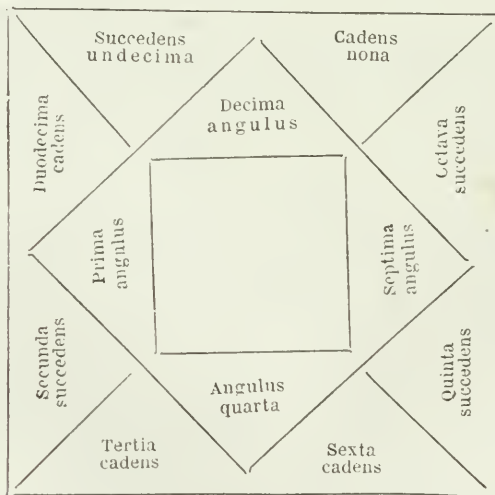 Succedens
undecima
Cadens
nona
Duodecima
cadens
Decima
angulus
Octava
succedens
Prima
angulus
Septima
angulus
Secunda
succedens
Angulus
quarta
Quinta
succedens
Tertia
cadens
Sexta
cadens